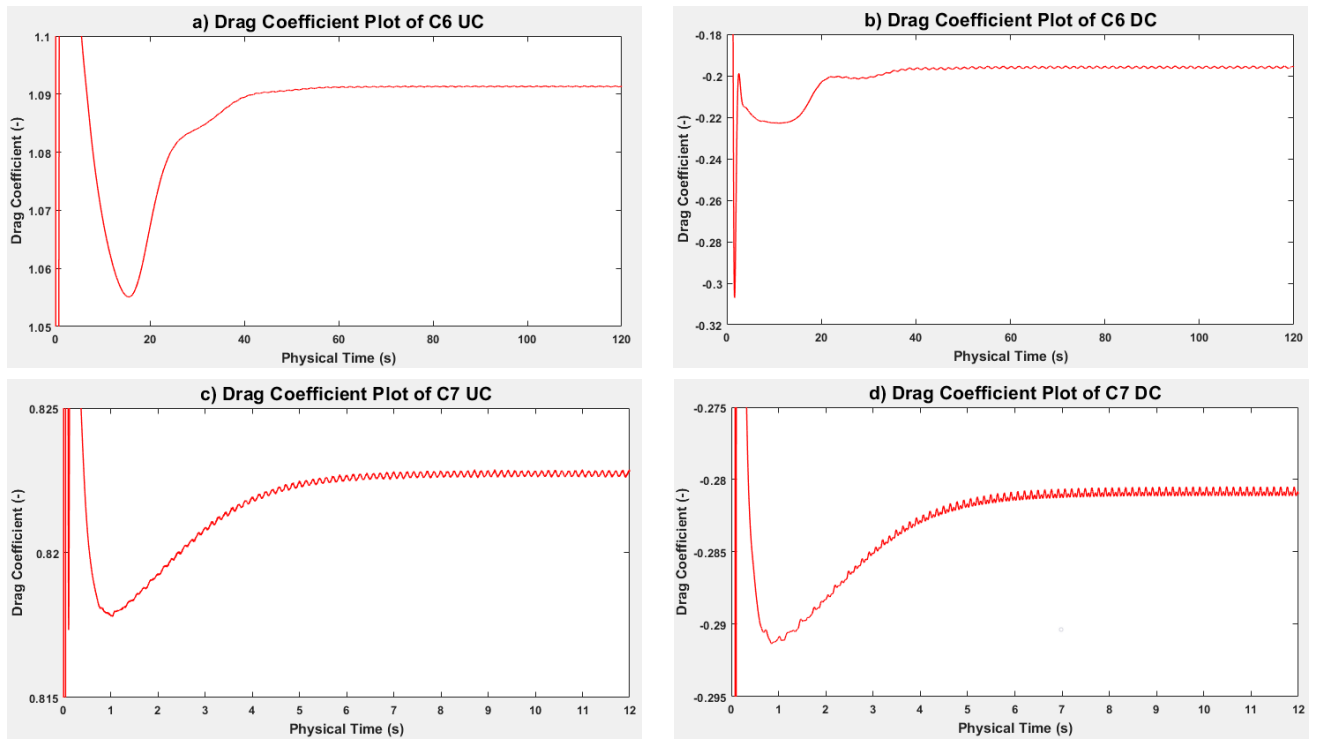 a) Drag Coefficient Plot of C6 UC
1.1
1.09
1.08
1.07
1.06
1.05
Drag Coefficient (-)
0 20 40 60 80 100 120
Physical Time (s)
b) Drag Coefficient Plot of C6 DC
-0.18
-0.2
-0.22
-0.24
-0.26
-0.28
-0.3
-0.32
Drag Coefficient (-)
0 20 40 60 80 100 120
Physical Time (s)
c) Drag Coefficient Plot of C7 UC
0.825
0.82
0.815
Drag Coefficient (-)
0 1 2 3 4 5 6 7 8 9 10 11 12
Physical Time (s)
d) Drag Coefficient Plot of C7 DC
-0.275
-0.28
-0.285
-0.29
-0.295
Drag Coefficient (-)
0 1 2 3 4 5 6 7 8 9 10 11 12
Physical Time (s)